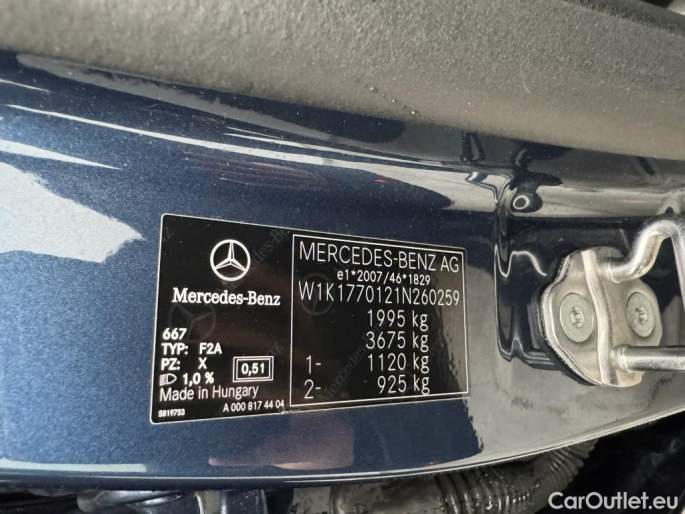 Mercedes-Benz
667
TYP: F2A
PZ: X
1,0 %
0,51
Made in Hungary
5819753
A 000 817 44 04
MERCEDES-BENZ AG
e1*2007/46*1829
W1K1770121N260259
1995 kg
3675 kg
1- 1120 kg
2- 925 kg
CarOutlet.eu